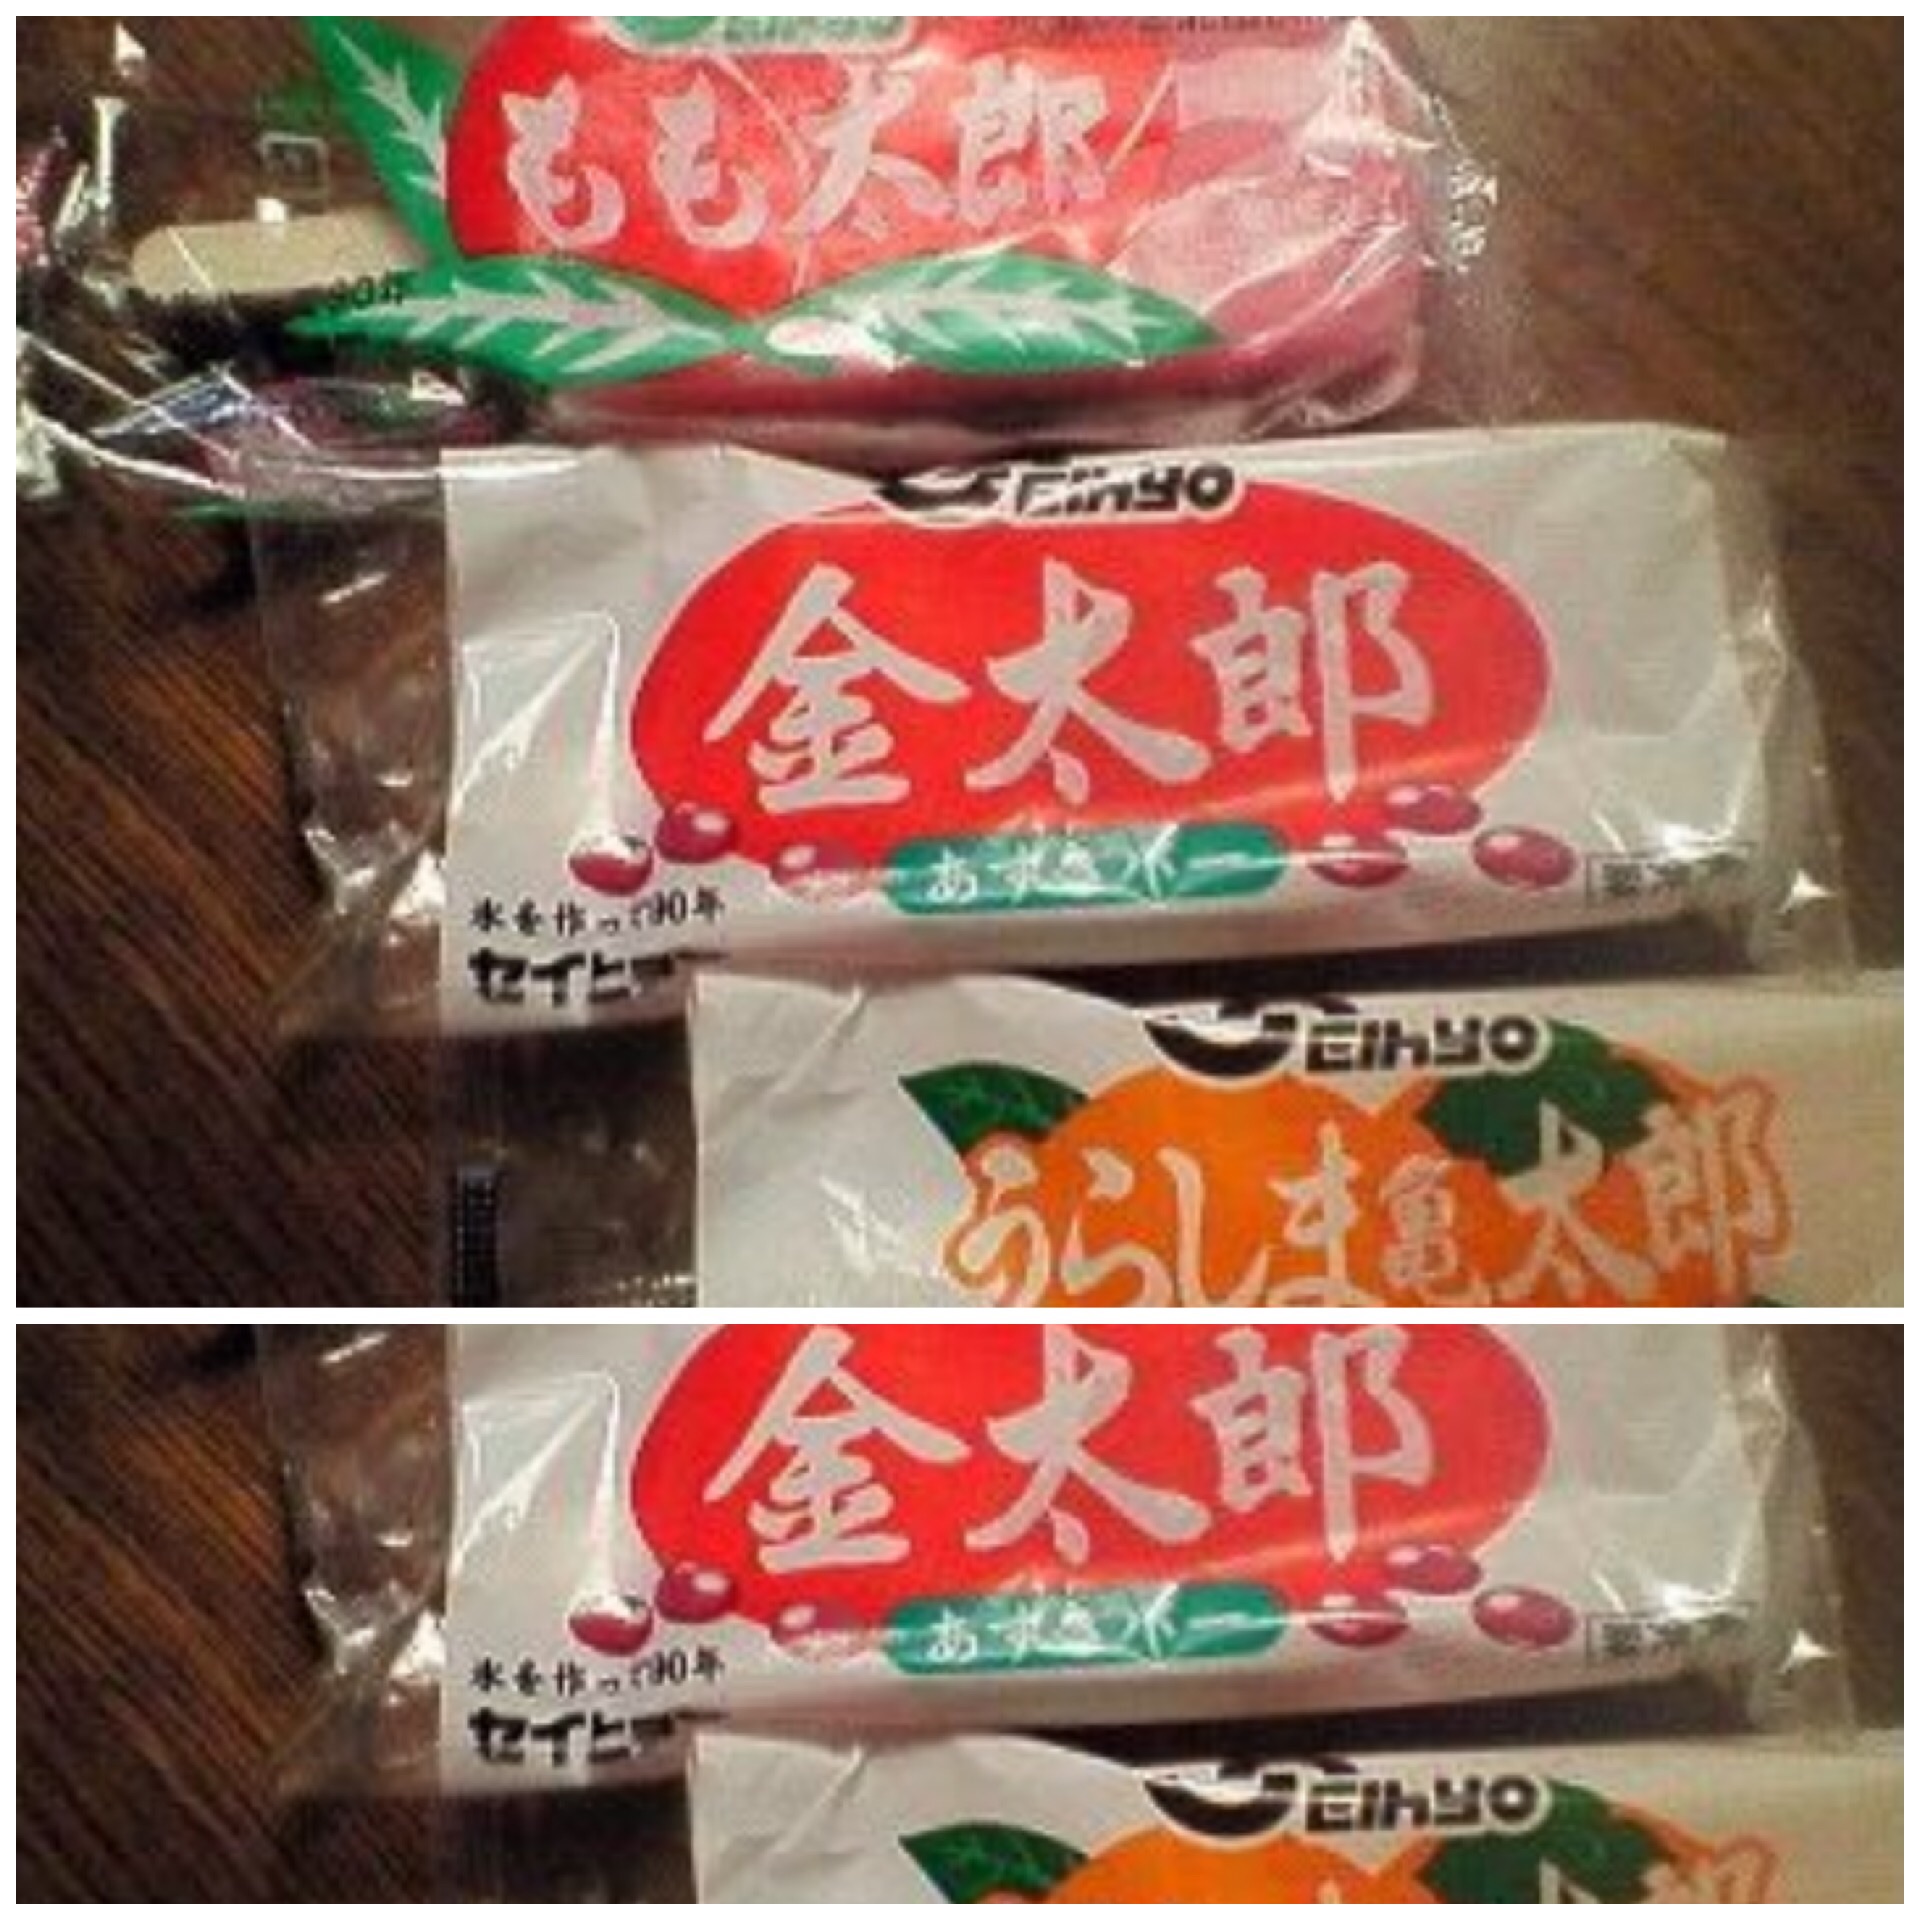 もも太郎
Seihyo
金太郎
あずきバー
氷を作って90年
セイヒョー
Seihyo
うらしま亀太郎
金太郎
あずきバー
氷を作って90年
セイヒョー
Seihyo